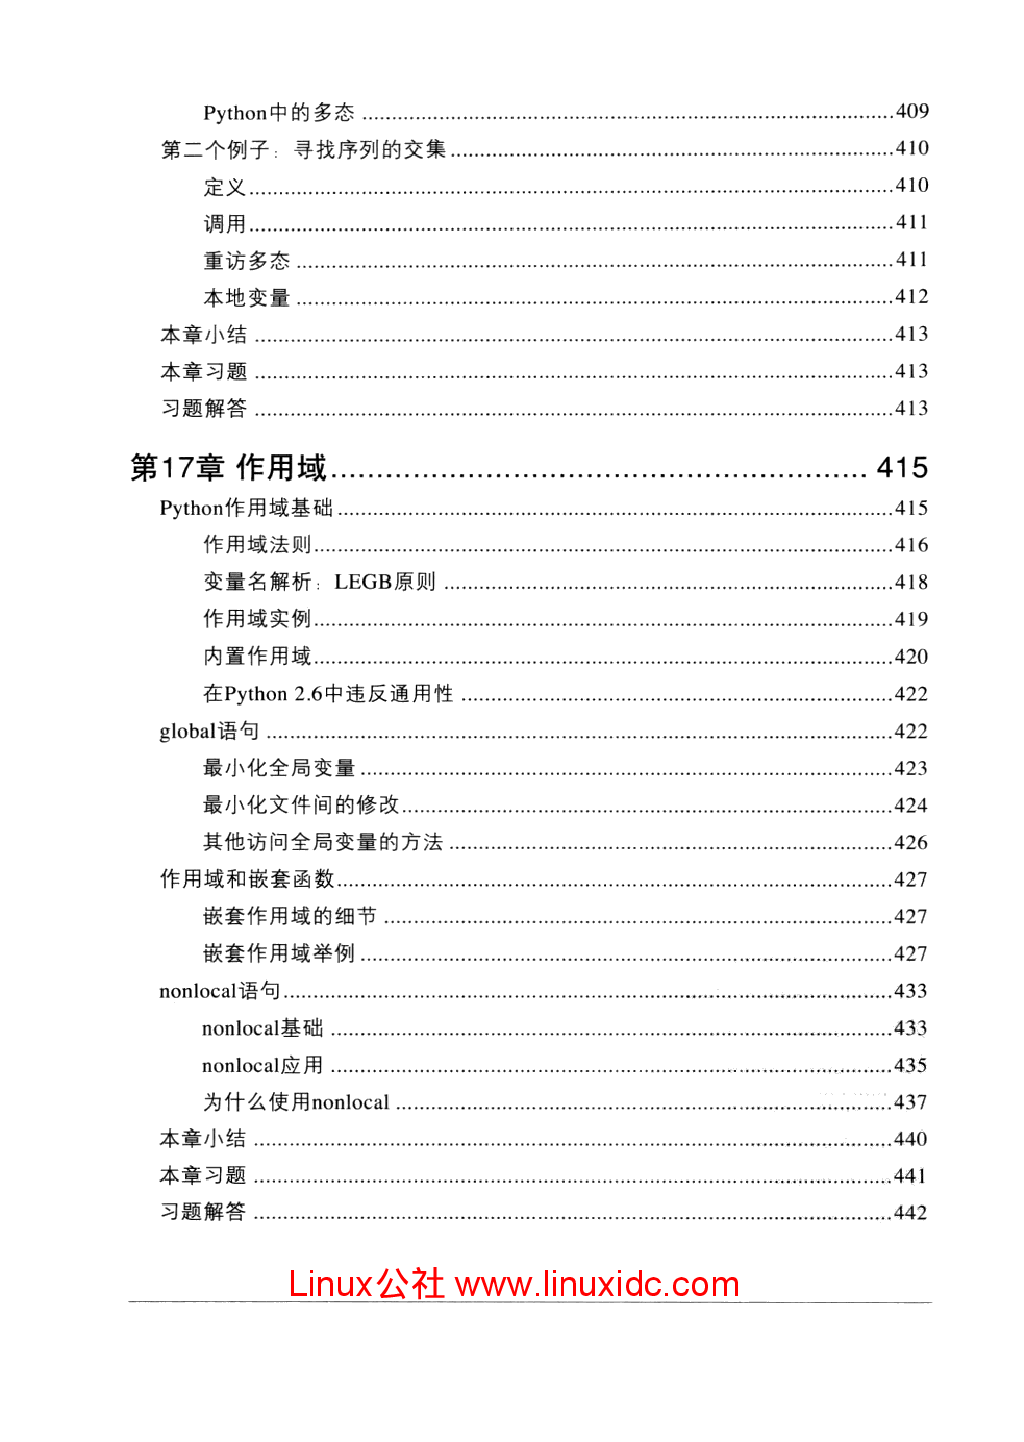 Python中的多态 ........ 409
第二个例子：寻找序列的交集 ........ 410
定义 ........ 410
调用 ........ 411
重访多态 ........ 411
本地变量 ........ 412
本章小结 ........ 413
本章习题 ........ 413
习题解答 ........ 413
第17章 作用域 ........ 415
Python作用域基础 ........ 415
作用域法则 ........ 416
变量名解析：LEGB原则 ........ 418
作用域实例 ........ 419
内置作用域 ........ 420
在Python 2.6中违反通用性 ........ 422
global语句 ........ 422
最小化全局变量 ........ 423
最小化文件间的修改 ........ 424
其他访问全局变量的方法 ........ 426
作用域和嵌套函数 ........ 427
嵌套作用域的细节 ........ 427
嵌套作用域举例 ........ 427
nonlocal语句 ........ 433
nonlocal基础 ........ 433
nonlocal应用 ........ 435
为什么使用nonlocal ........ 437
本章小结 ........ 440
本章习题 ........ 441
习题解答 ........ 442
Linux公社 www.linuxidc.com